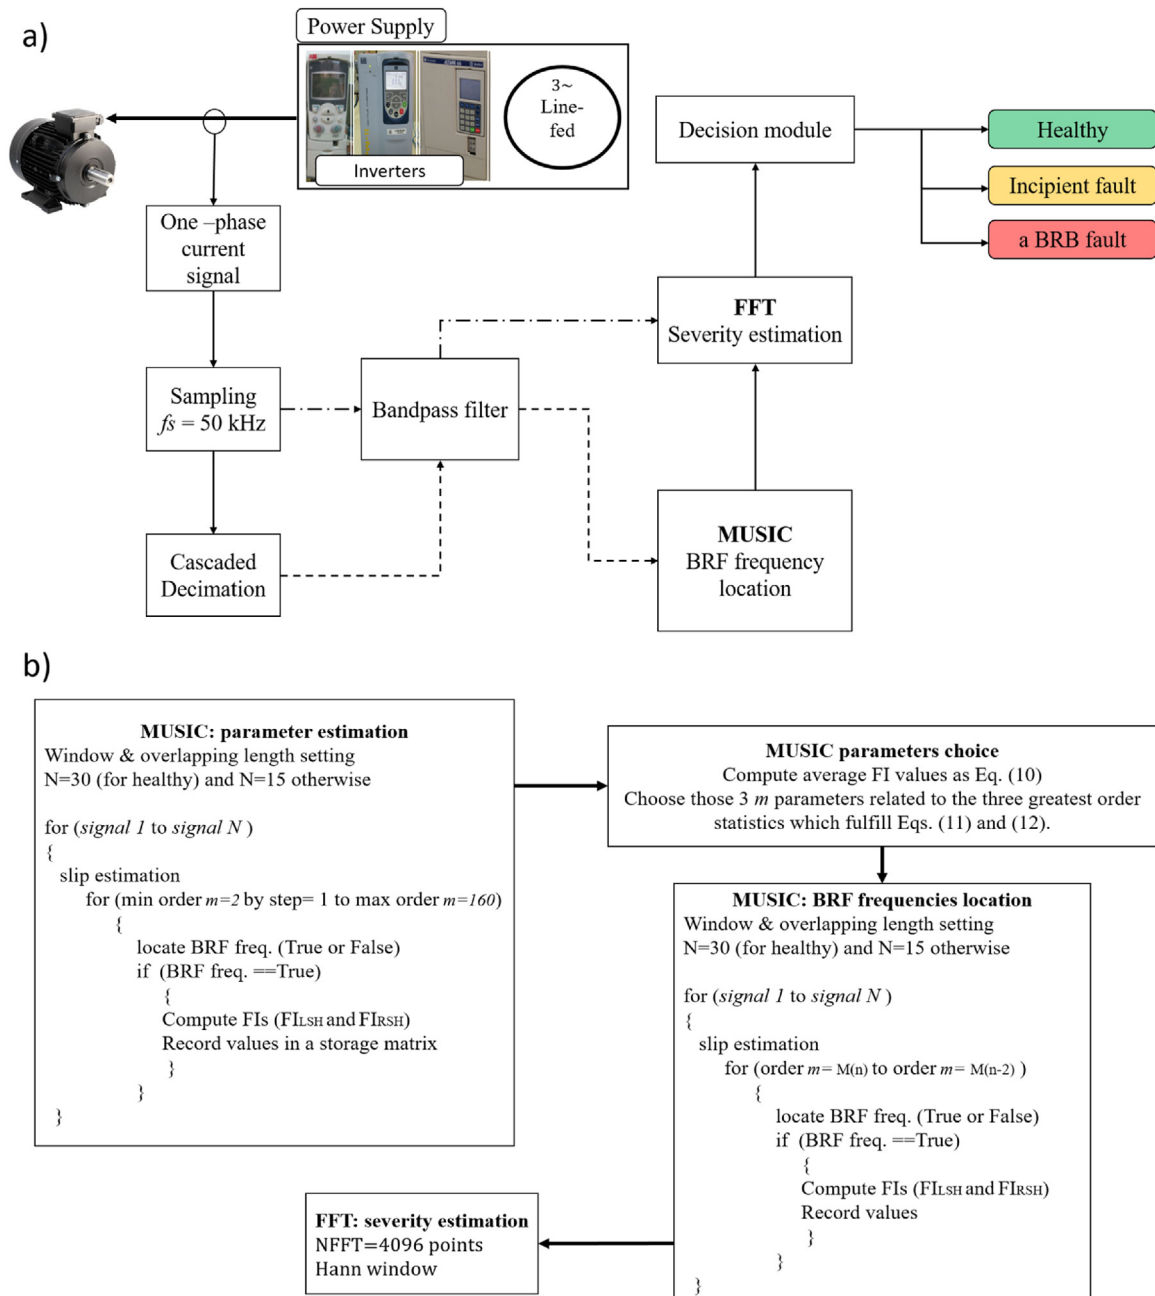 a)
Power Supply
3~
Line-
fed
Inverters
Decision module
Healthy
Incipient fault
a BRB fault
One –phase
current
signal
FFT
Severity estimation
Sampling
fs = 50 kHz
Bandpass filter
MUSIC
BRF frequency
location
Cascaded
Decimation
b)
MUSIC: parameter estimation
Window & overlapping length setting
N=30 (for healthy) and N=15 otherwise
for (signal 1 to signal N )
{
slip estimation
for (min order m=2 by step= 1 to max order m=160)
{
locate BRF freq. (True or False)
if (BRF freq. ==True)
{
Compute FIs (FILSH and FIRSH)
Record values in a storage matrix
}
}
}
MUSIC parameters choice
Compute average FI values as Eq. (10)
Choose those 3 m parameters related to the three greatest order
statistics which fulfill Eqs. (11) and (12).
MUSIC: BRF frequencies location
Window & overlapping length setting
N=30 (for healthy) and N=15 otherwise
for (signal 1 to signal N )
{
slip estimation
for (order m= M(n) to order m= M(n-2) )
{
locate BRF freq. (True or False)
if (BRF freq. ==True)
{
Compute FIs (FILSH and FIRSH)
Record values
}
}
}
FFT: severity estimation
NFFT=4096 points
Hann window